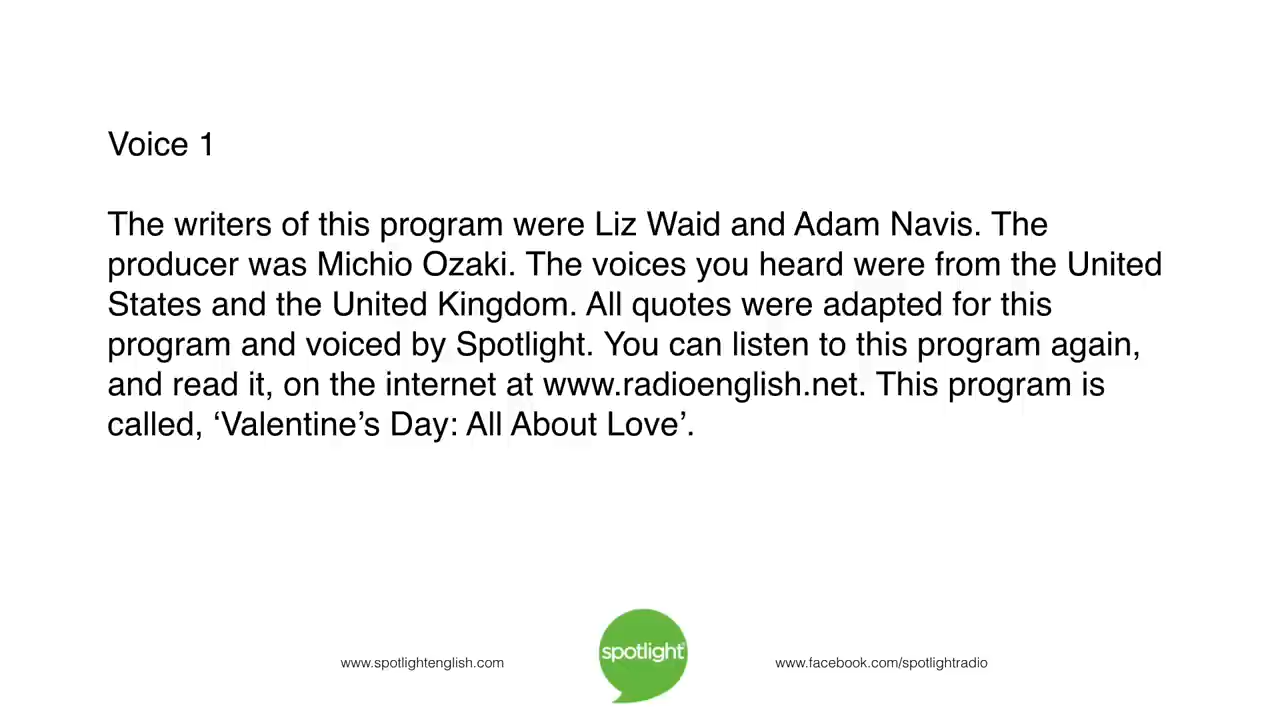 Voice 1
The writers of this program were Liz Waid and Adam Navis. The
producer was Michio Ozaki. The voices you heard were from the United
States and the United Kingdom. All quotes were adapted for this
program and voiced by Spotlight. You can listen to this program again,
and read it, on the internet at www.radioenglish.net. This program is
called, ‘Valentine’s Day: All About Love’.
spotlight
www.spotlightenglish.com
www.facebook.com/spotlightradio